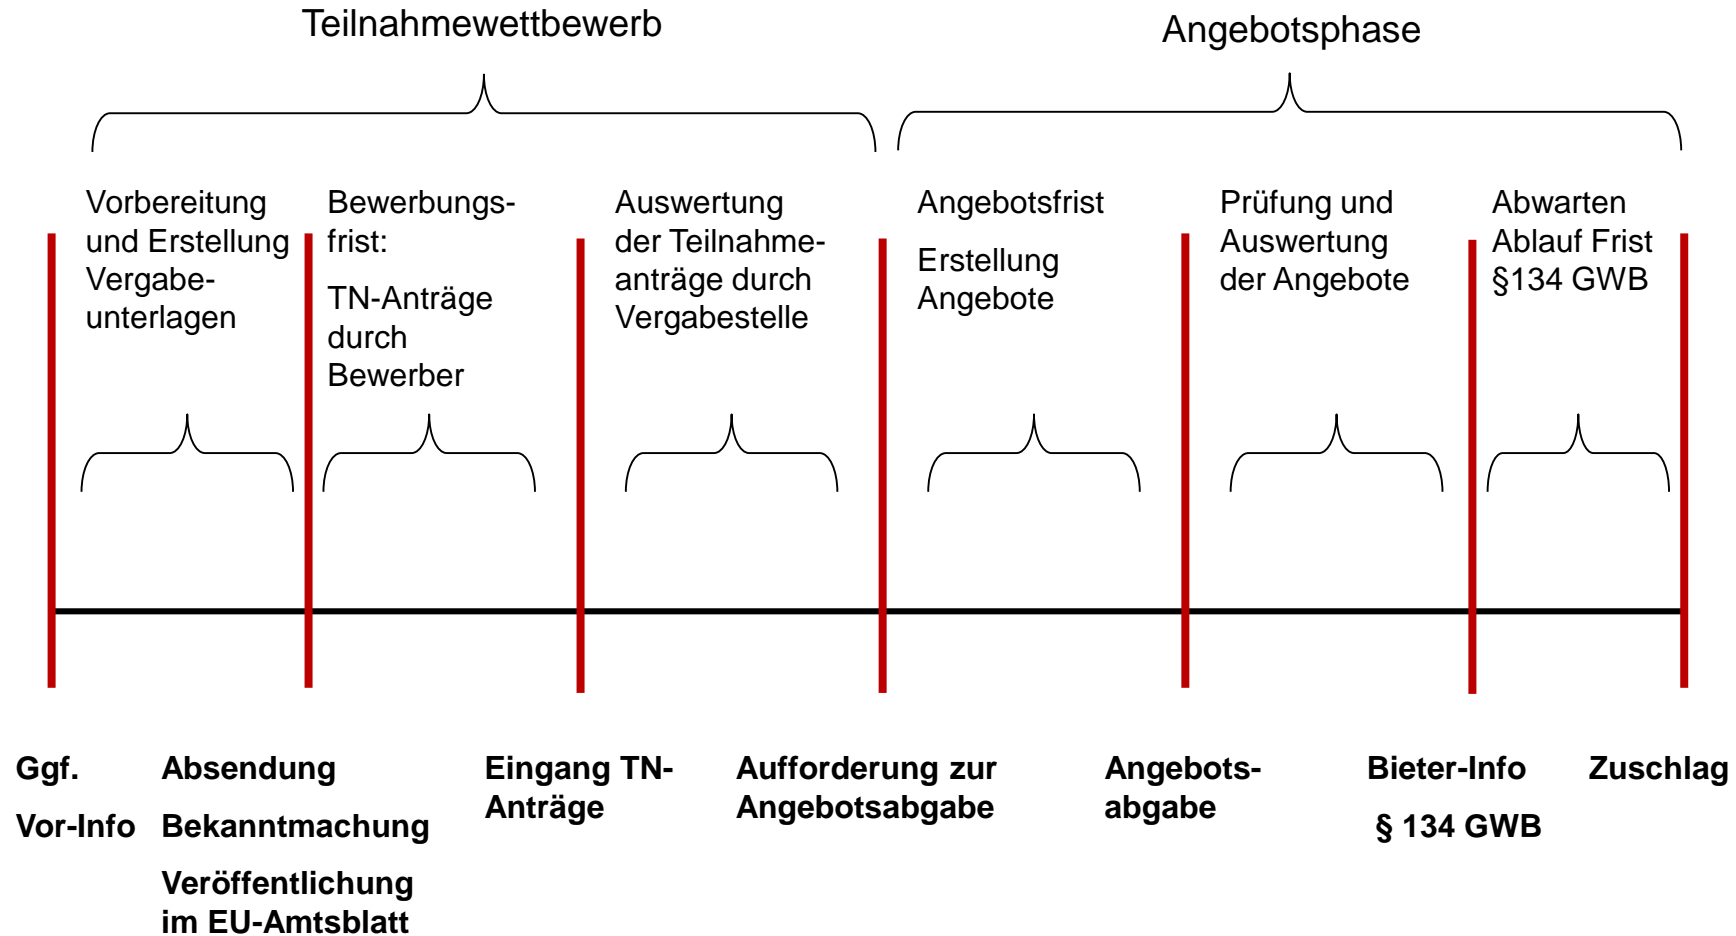 Teilnahmewettbewerb
Angebotsphase
Vorbereitung
und Erstellung
Vergabe-
unterlagen
Bewerbungs-
frist:
TN-Anträge
durch
Bewerber
Auswertung
der Teilnahme-
anträge durch
Vergabestelle
Angebotsfrist
Erstellung
Angebote
Prüfung und
Auswertung
der Angebote
Abwarten
Ablauf Frist
§134 GWB
Ggf.
Vor-Info
Absendung
Bekanntmachung
Veröffentlichung
im EU-Amtsblatt
Eingang TN-
Anträge
Aufforderung zur
Angebotsabgabe
Angebots-
abgabe
Bieter-Info
§ 134 GWB
Zuschlag